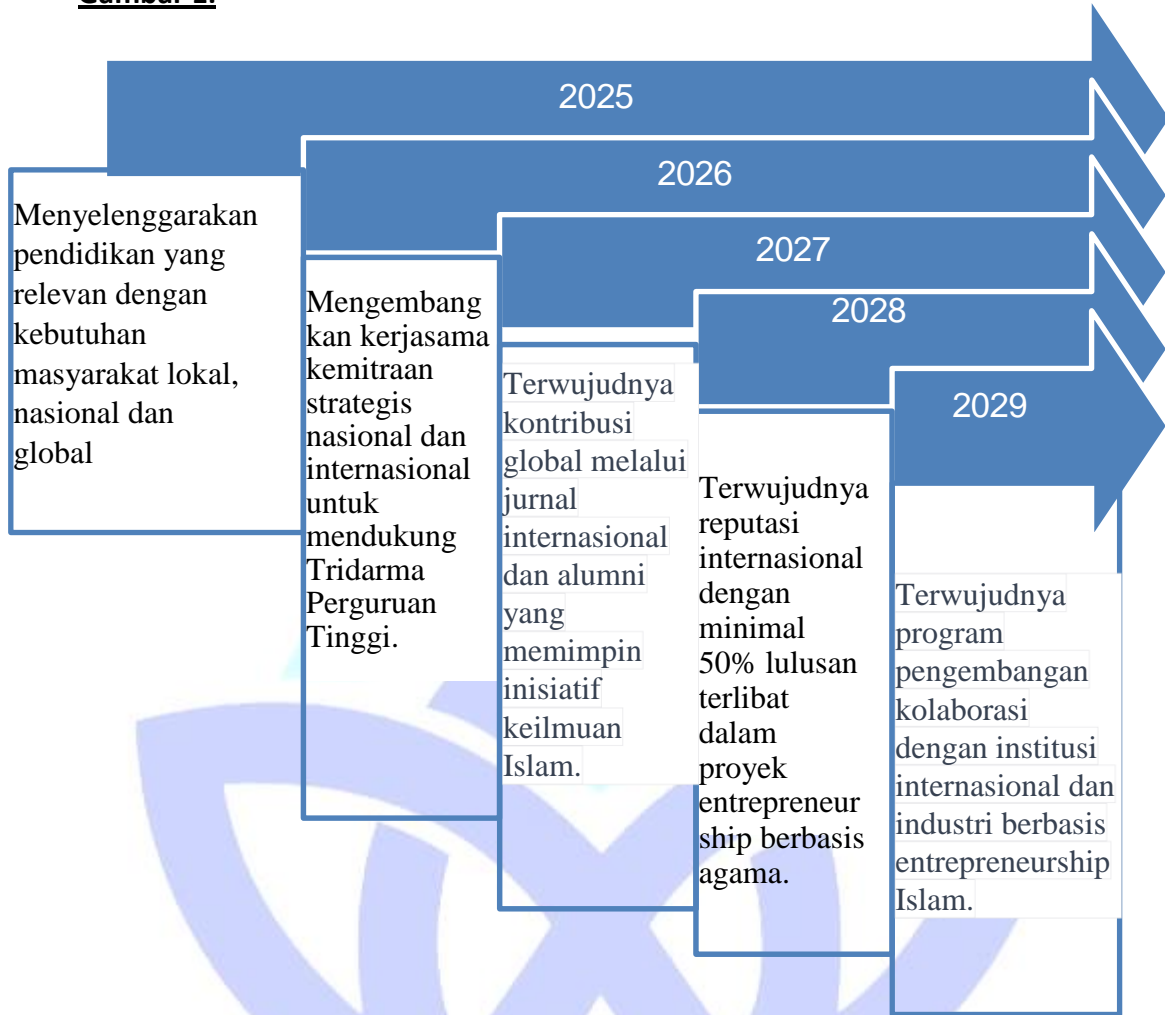 Gambar 1.
2025
Menyelenggarakan
pendidikan yang
relevan dengan
kebutuhan
masyarakat lokal,
nasional dan
global
2026
Mengembang
kan kerjasama
kemitraan
strategis
nasional dan
internasional
untuk
mendukung
Tridarma
Perguruan
Tinggi.
2027
Terwujudnya
kontribusi
global melalui
jurnal
internasional
dan alumni
yang
memimpin
inisiatif
keilmuan
Islam.
2028
Terwujudnya
reputasi
internasional
dengan
minimal
50% lulusan
terlibat
dalam
proyek
entrepreneur
ship berbasis
agama.
2029
Terwujudnya
program
pengembangan
kolaborasi
dengan institusi
internasional dan
industri berbasis
entrepreneurship
Islam.